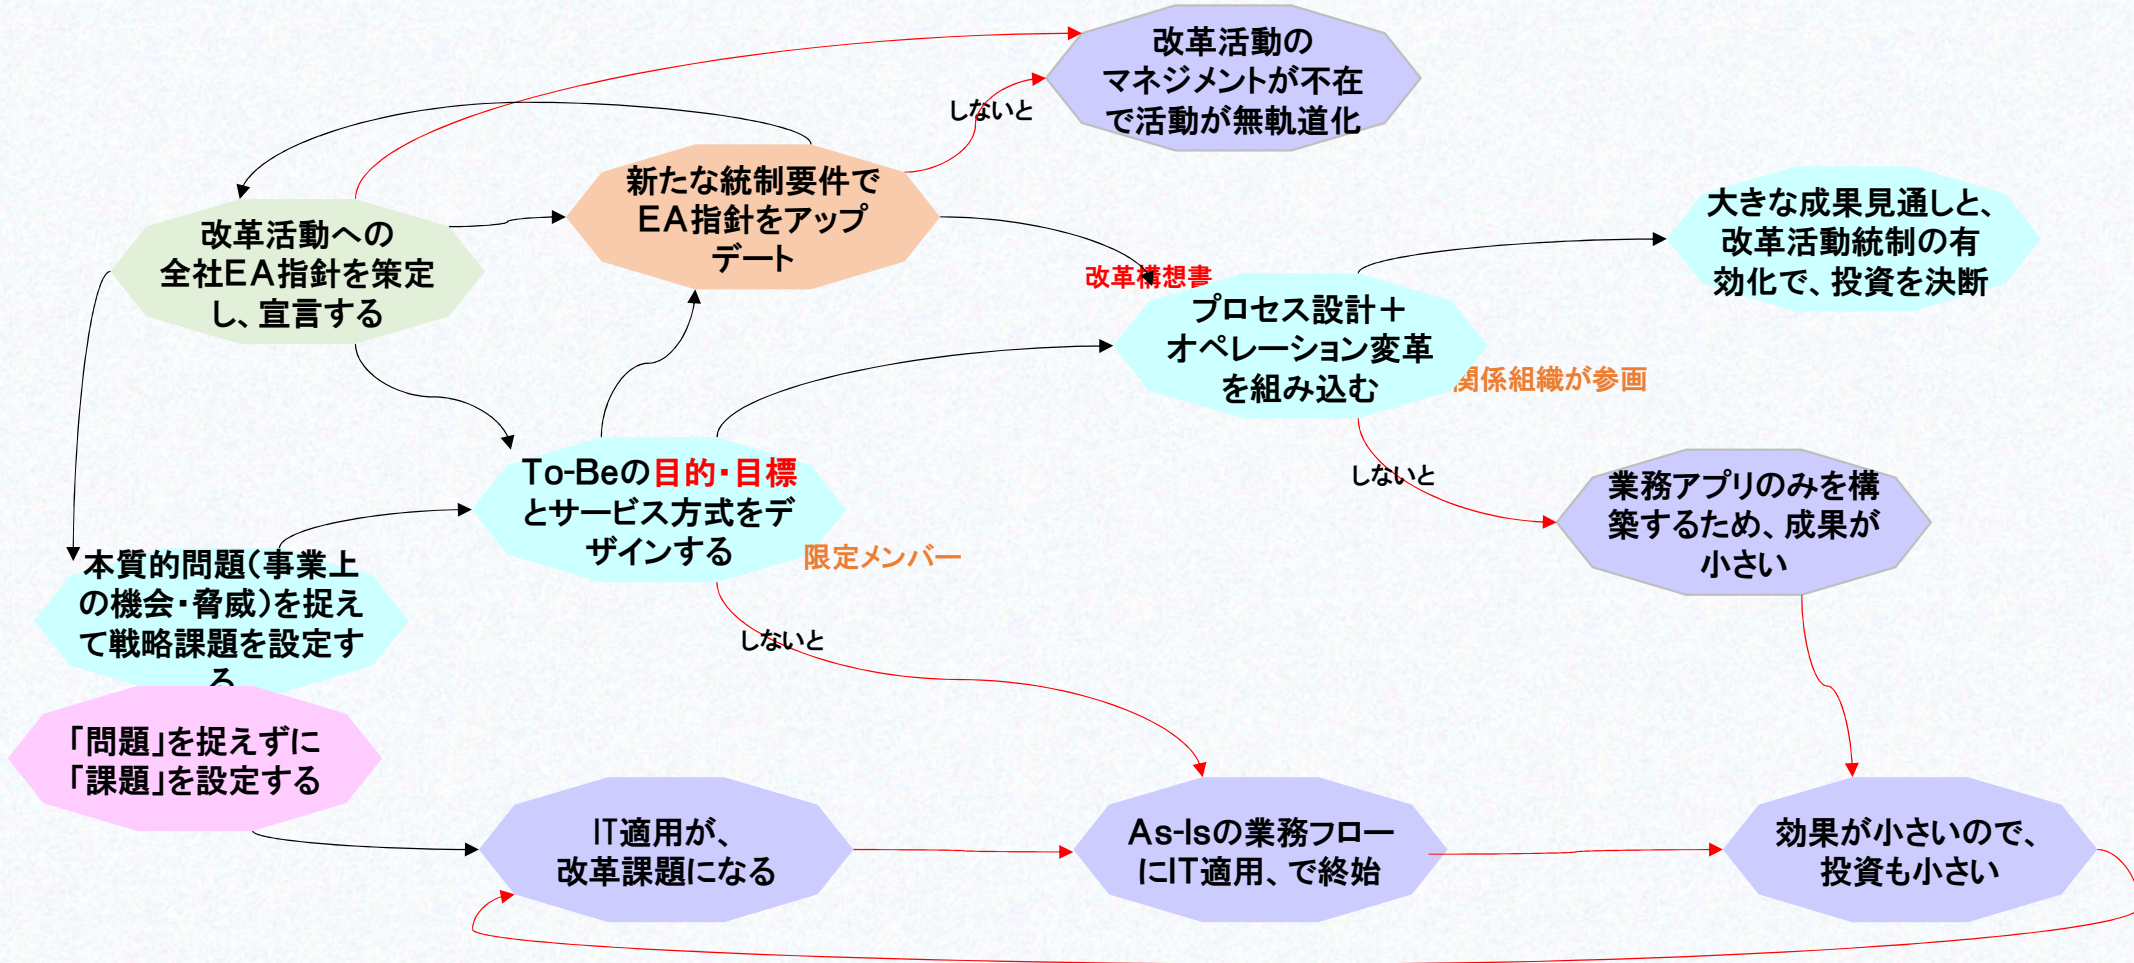 改革活動の
マネジメントが不在
で活動が無軌道化
しないと
新たな統制要件で
EA指針をアップ
デート
大きな成果見通しと、
改革活動統制の有
効化で、投資を決断
改革活動への
全社EA指針を策定
し、宣言する
改革構想書
プロセス設計＋
オペレーション変革
を組み込む
関係組織が参画
To-Beの目的・目標
とサービス方式をデ
ザインする
限定メンバー
しないと
業務アプリのみを構
築するため、成果が
小さい
本質的問題（事業上
の機会・脅威）を捉え
て戦略課題を設定す
る
しないと
「問題」を捉えずに
「課題」を設定する
IT適用が、
改革課題になる
As-Isの業務フロー
にIT適用、で終始
効果が小さいので、
投資も小さい